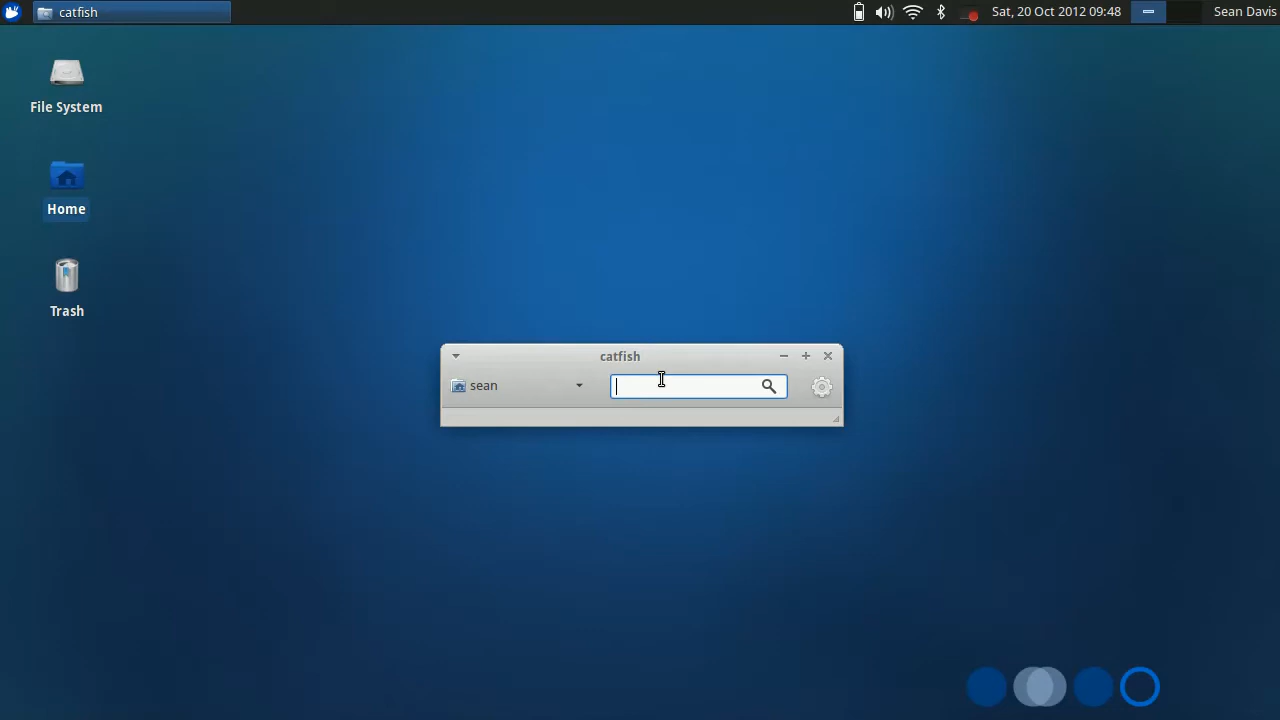 catfish
Sat, 20 Oct 2012 09:48
Sean Davis
File System
Home
Trash
catfish
sean